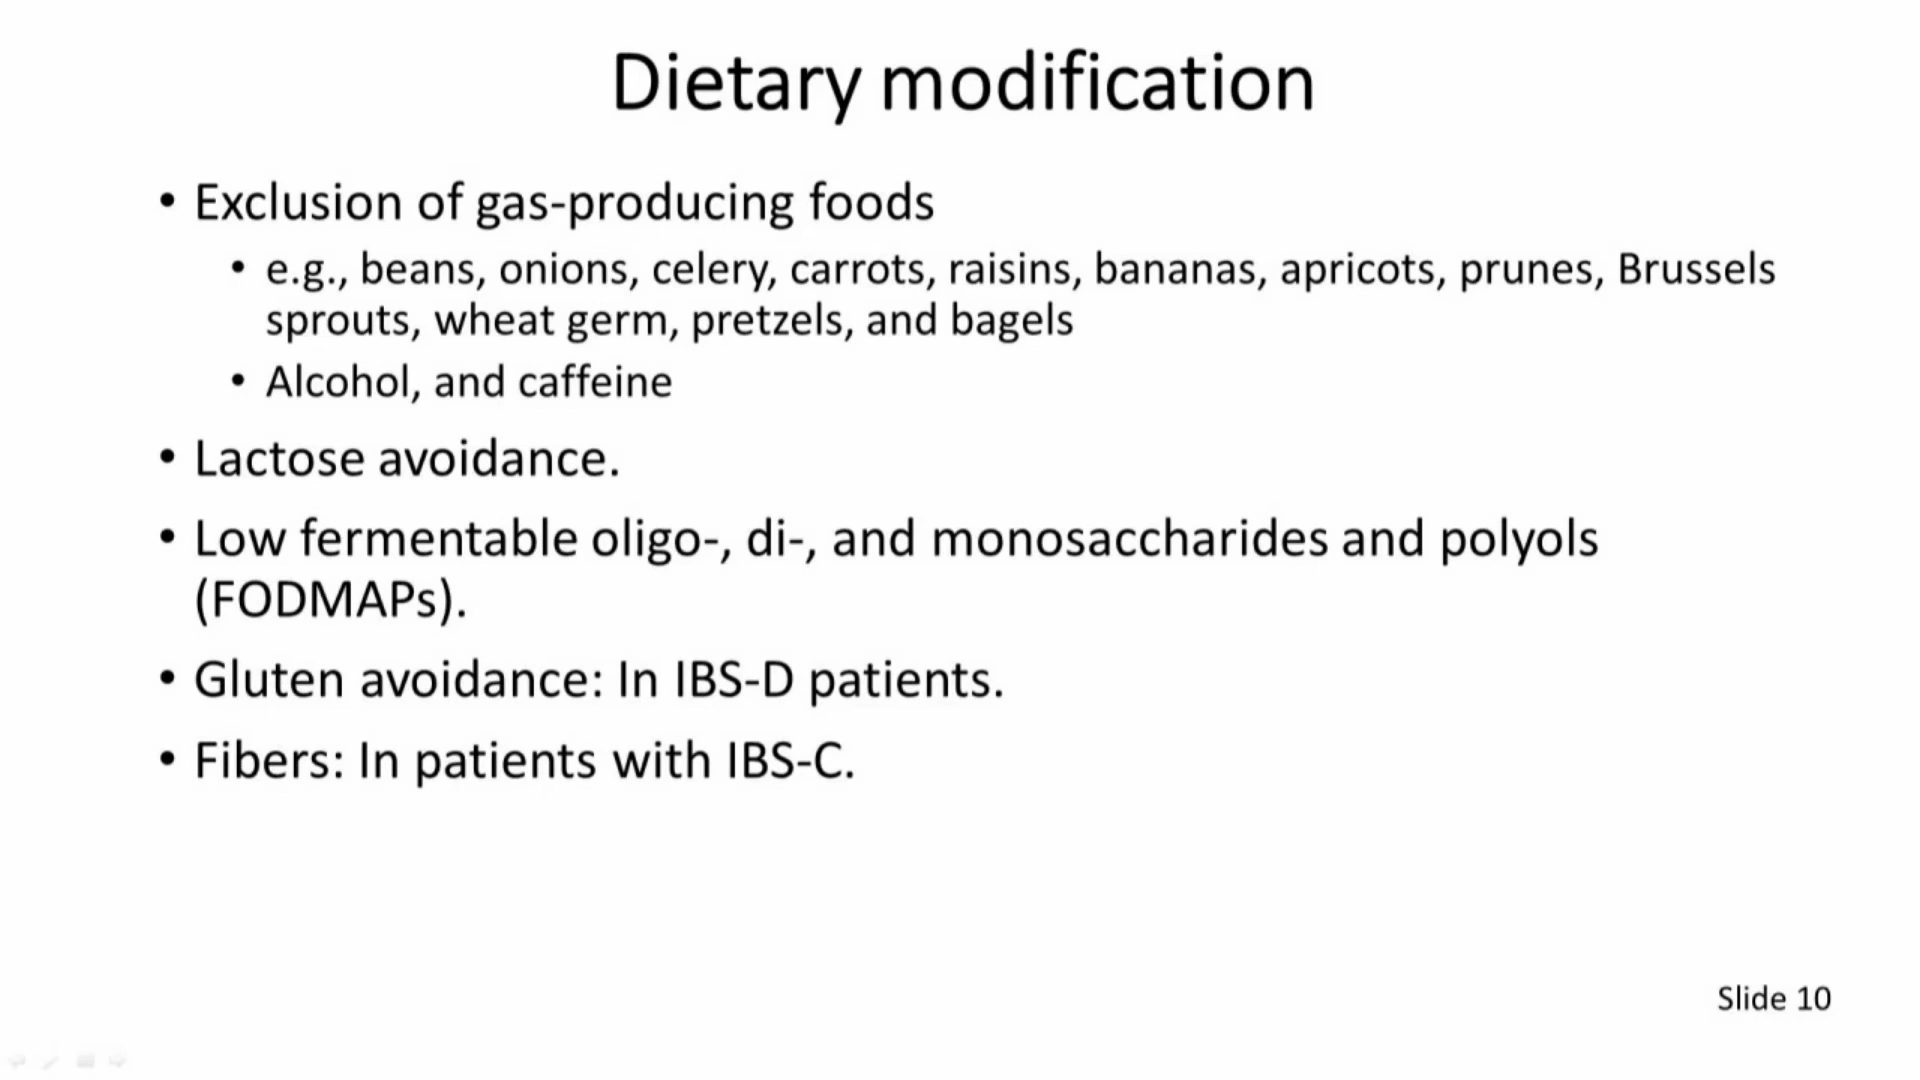 Dietary modification
• Exclusion of gas-producing foods
• e.g., beans, onions, celery, carrots, raisins, bananas, apricots, prunes, Brussels
sprouts, wheat germ, pretzels, and bagels
• Alcohol, and caffeine
• Lactose avoidance.
• Low fermentable oligo-, di-, and monosaccharides and polyols
(FODMAPs).
• Gluten avoidance: In IBS-D patients.
• Fibers: In patients with IBS-C.
Slide 10